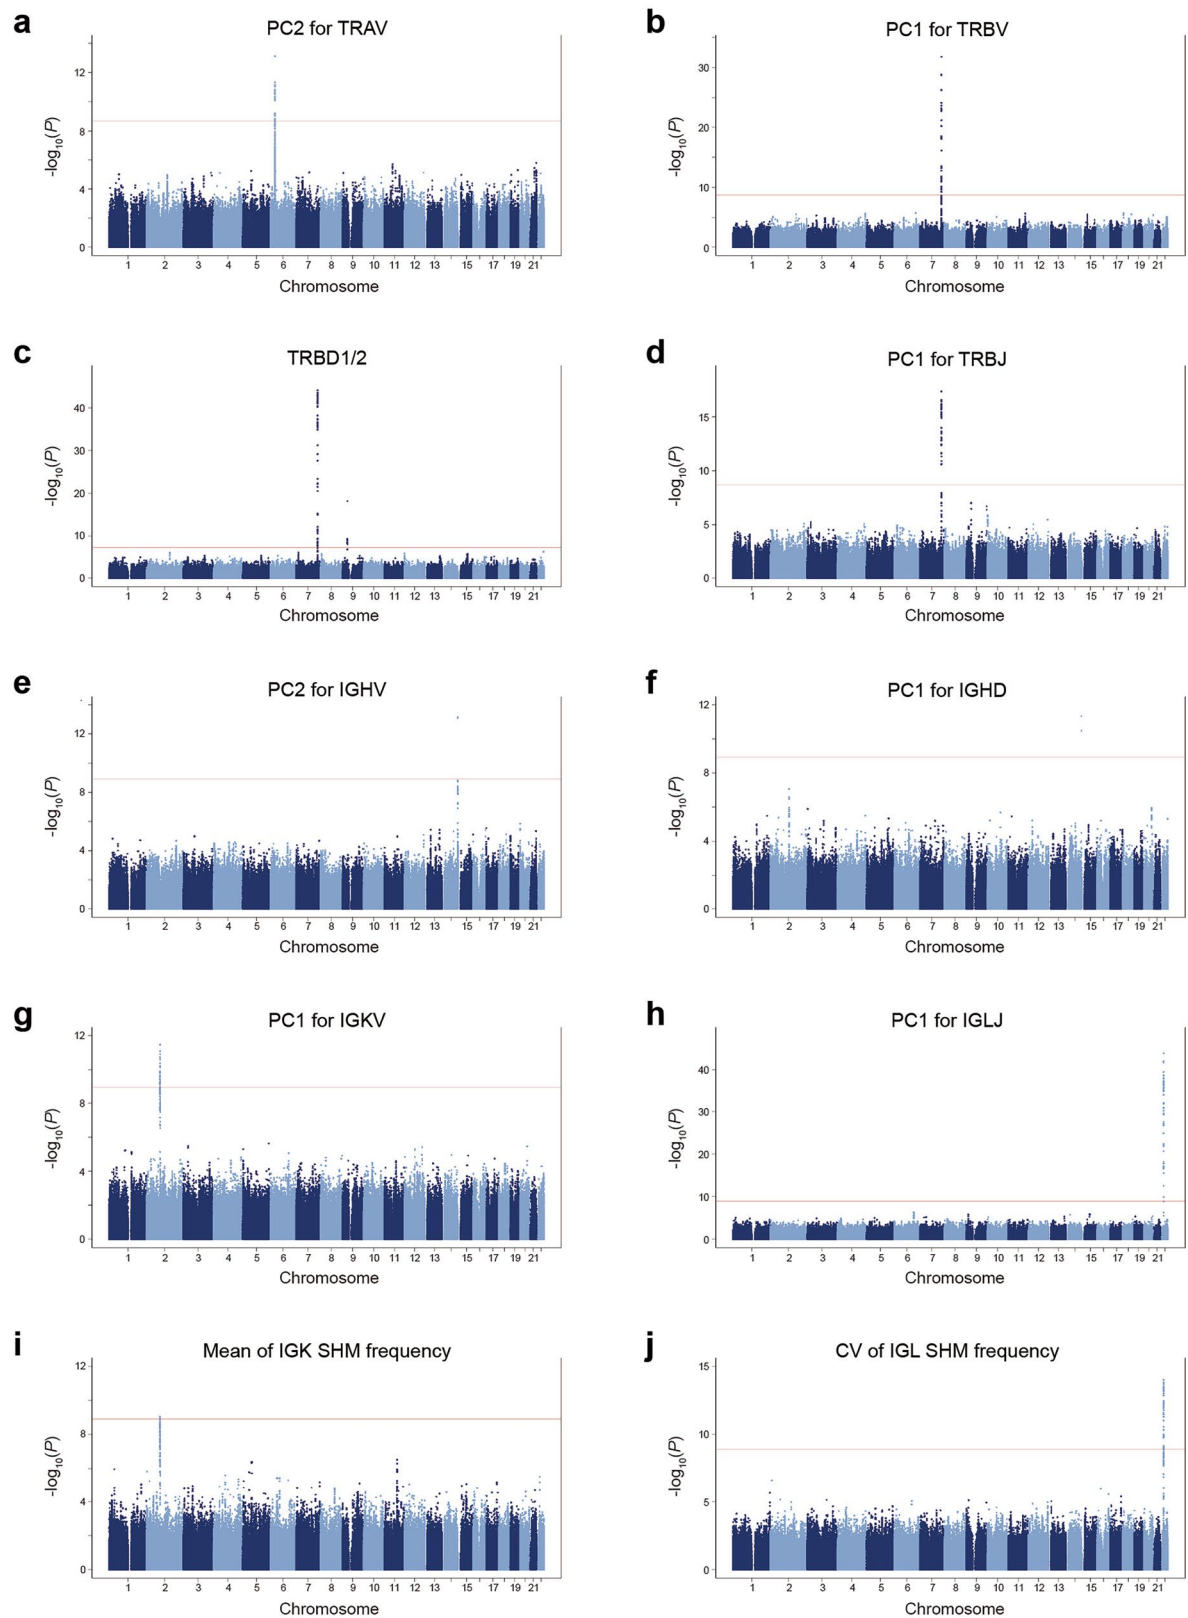 a
PC2 for TRAV
-log10(P)
12
8
4
0
1 2 3 4 5 6 7 8 9 10 11 12 13 15 17 19 21
Chromosome
b
PC1 for TRBV
-log10(P)
30
20
10
0
1 2 3 4 5 6 7 8 9 10 11 12 13 15 17 19 21
Chromosome
c
TRBD1/2
-log10(P)
40
30
20
10
0
1 2 3 4 5 6 7 8 9 10 11 12 13 15 17 19 21
Chromosome
d
PC1 for TRBJ
-log10(P)
15
10
5
0
1 2 3 4 5 6 7 8 9 10 11 12 13 15 17 19 21
Chromosome
e
PC2 for IGHV
-log10(P)
12
8
4
0
1 2 3 4 5 6 7 8 9 10 11 12 13 15 17 19 21
Chromosome
f
PC1 for IGHD
-log10(P)
12
8
4
0
1 2 3 4 5 6 7 8 9 10 11 12 13 15 17 19 21
Chromosome
g
PC1 for IGKV
-log10(P)
12
8
4
0
1 2 3 4 5 6 7 8 9 10 11 12 13 15 17 19 21
Chromosome
h
PC1 for IGLJ
-log10(P)
40
30
20
10
0
1 2 3 4 5 6 7 8 9 10 11 12 13 15 17 19 21
Chromosome
i
Mean of IGK SHM frequency
-log10(P)
12
8
4
0
1 2 3 4 5 6 7 8 9 10 11 12 13 15 17 19 21
Chromosome
j
CV of IGL SHM frequency
-log10(P)
15
10
5
0
1 2 3 4 5 6 7 8 9 10 11 12 13 15 17 19 21
Chromosome